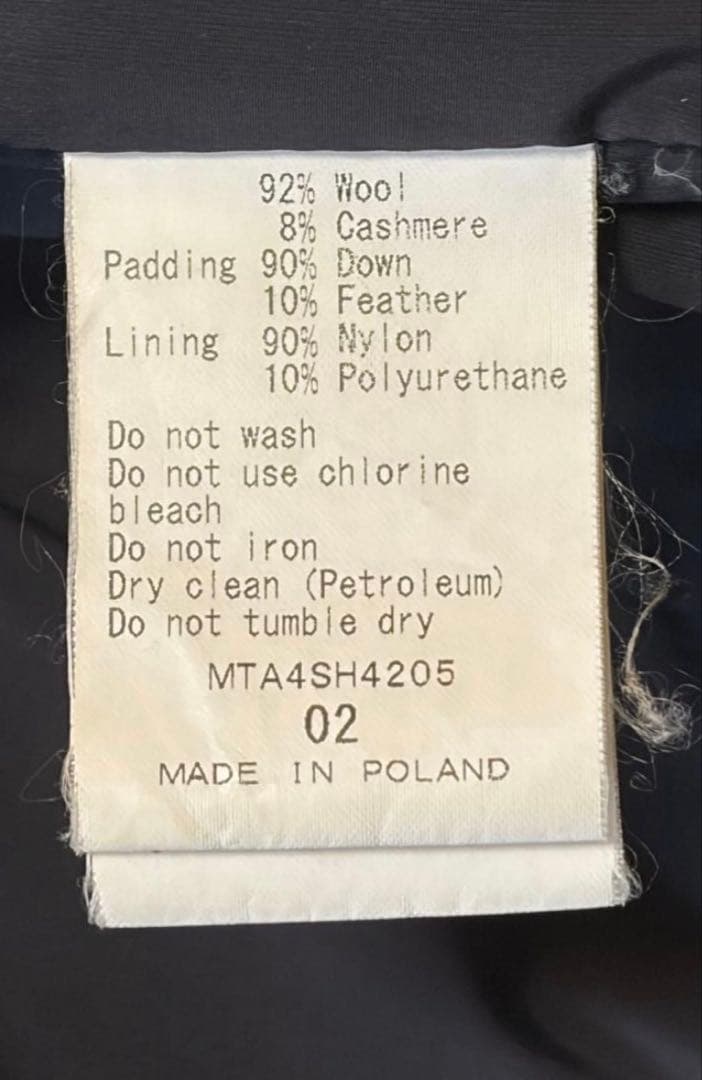 92% Wool
8% Cashmere
Padding 90% Down
10% Feather
Lining 90% Nylon
10% Polyurethane
Do not wash
Do not use chlorine
bleach
Do not iron
Dry clean (Petroleum)
Do not tumble dry
MTA4SH4205
02
MADE IN POLAND